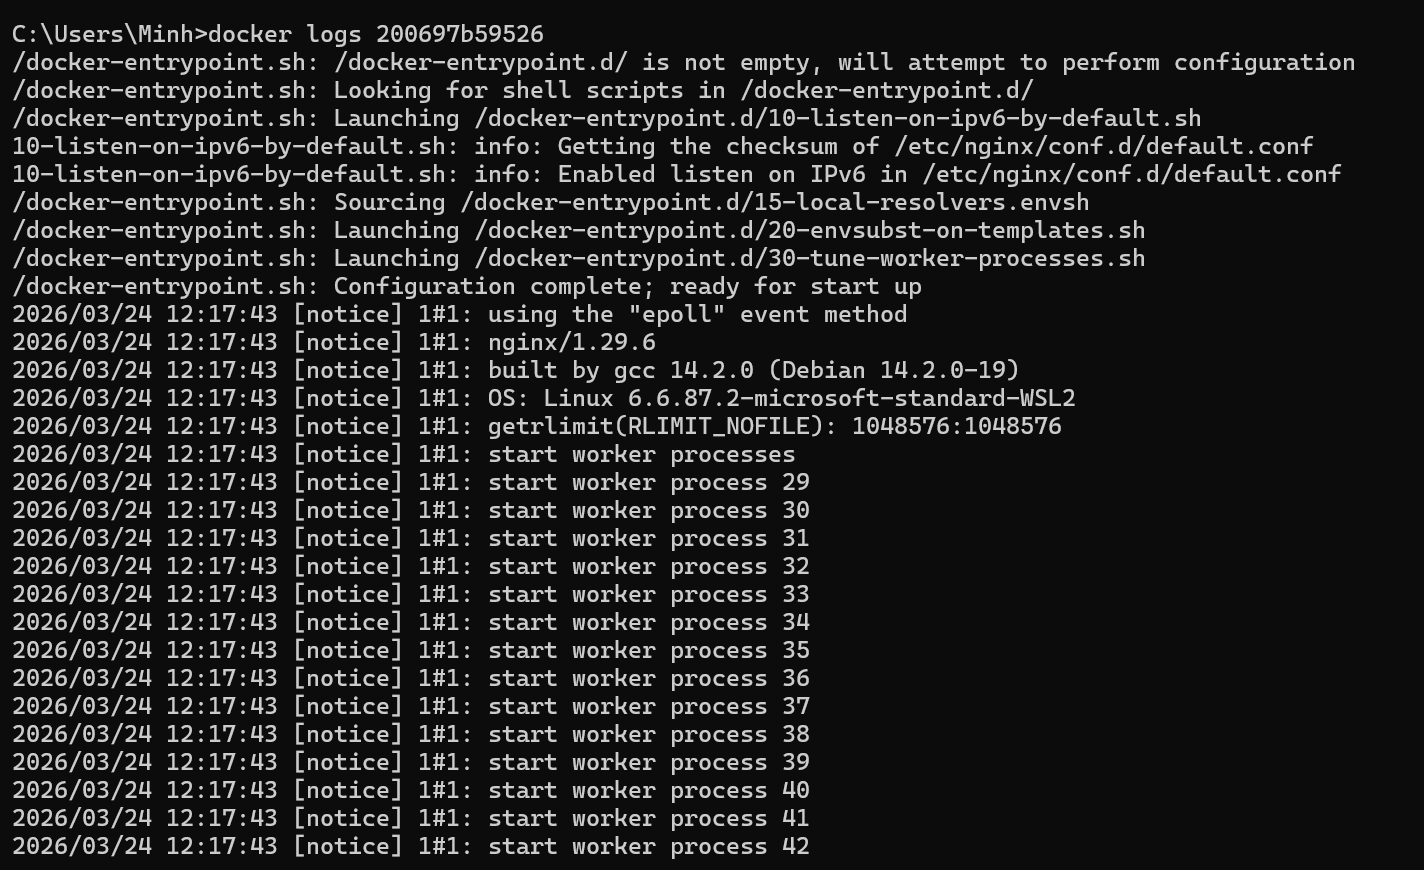 C:\Users\Minh>docker logs 200697b59526
/docker-entrypoint.sh: /docker-entrypoint.d/ is not empty, will attempt to perform configuration
/docker-entrypoint.sh: Looking for shell scripts in /docker-entrypoint.d/
/docker-entrypoint.sh: Launching /docker-entrypoint.d/10-listen-on-ipv6-by-default.sh
10-listen-on-ipv6-by-default.sh: info: Getting the checksum of /etc/nginx/conf.d/default.conf
10-listen-on-ipv6-by-default.sh: info: Enabled listen on IPv6 in /etc/nginx/conf.d/default.conf
/docker-entrypoint.sh: Sourcing /docker-entrypoint.d/15-local-resolvers.envsh
/docker-entrypoint.sh: Launching /docker-entrypoint.d/20-envsubst-on-templates.sh
/docker-entrypoint.sh: Launching /docker-entrypoint.d/30-tune-worker-processes.sh
/docker-entrypoint.sh: Configuration complete; ready for start up
2026/03/24 12:17:43 [notice] 1#1: using the "epoll" event method
2026/03/24 12:17:43 [notice] 1#1: nginx/1.29.6
2026/03/24 12:17:43 [notice] 1#1: built by gcc 14.2.0 (Debian 14.2.0-19)
2026/03/24 12:17:43 [notice] 1#1: OS: Linux 6.6.87.2-microsoft-standard-WSL2
2026/03/24 12:17:43 [notice] 1#1: getrlimit(RLIMIT_NOFILE): 1048576:1048576
2026/03/24 12:17:43 [notice] 1#1: start worker processes
2026/03/24 12:17:43 [notice] 1#1: start worker process 29
2026/03/24 12:17:43 [notice] 1#1: start worker process 30
2026/03/24 12:17:43 [notice] 1#1: start worker process 31
2026/03/24 12:17:43 [notice] 1#1: start worker process 32
2026/03/24 12:17:43 [notice] 1#1: start worker process 33
2026/03/24 12:17:43 [notice] 1#1: start worker process 34
2026/03/24 12:17:43 [notice] 1#1: start worker process 35
2026/03/24 12:17:43 [notice] 1#1: start worker process 36
2026/03/24 12:17:43 [notice] 1#1: start worker process 37
2026/03/24 12:17:43 [notice] 1#1: start worker process 38
2026/03/24 12:17:43 [notice] 1#1: start worker process 39
2026/03/24 12:17:43 [notice] 1#1: start worker process 40
2026/03/24 12:17:43 [notice] 1#1: start worker process 41
2026/03/24 12:17:43 [notice] 1#1: start worker process 42